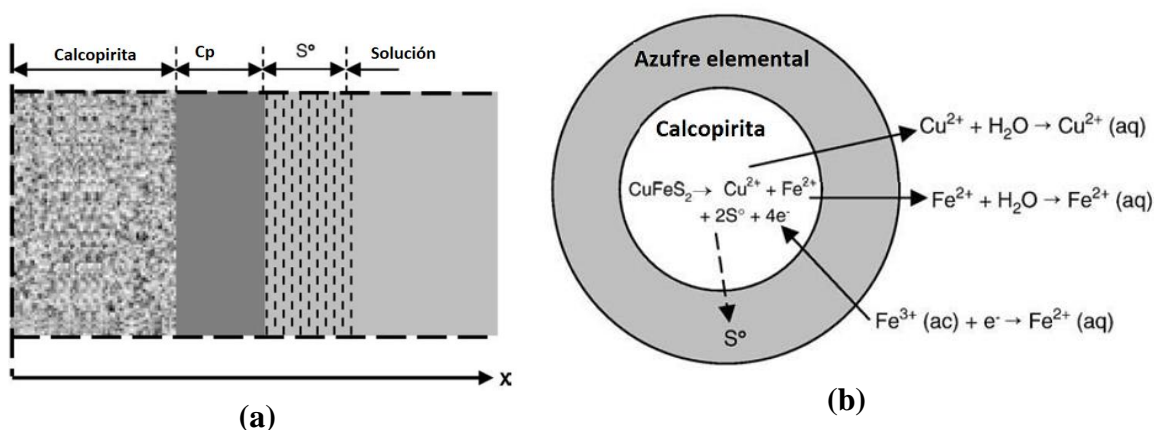 Calcopirita Cp S° Solución
x
(a)
Azufre elemental
Calcopirita
CuFeS₂→ Cu²⁺ + Fe²⁺
+ 2S° + 4e⁻
S°
Cu²⁺ + H₂O → Cu²⁺ (aq)
Fe²⁺ + H₂O → Fe²⁺ (aq)
Fe³⁺ (ac) + e⁻ → Fe²⁺ (aq)
(b)